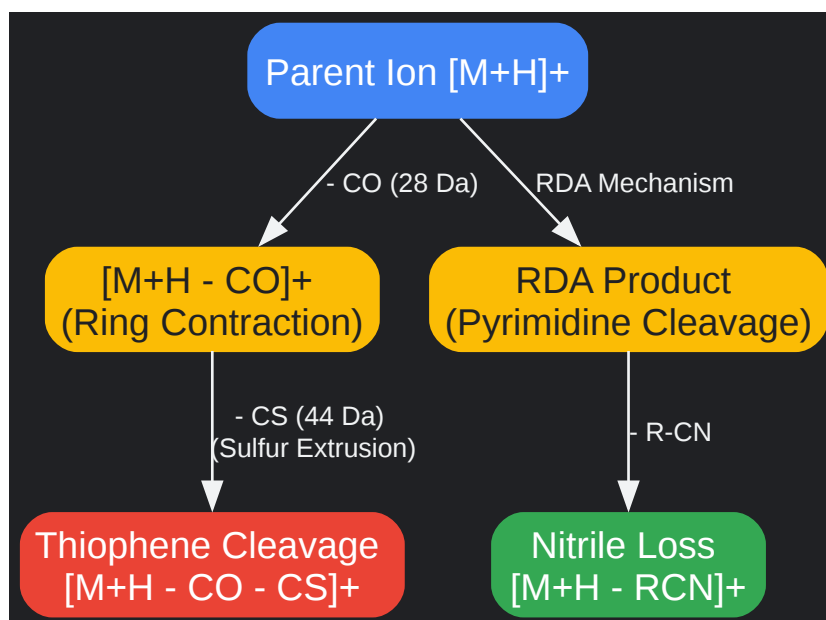 Parent Ion [M+H]+
- CO (28 Da)
RDA Mechanism
[M+H - CO]+
(Ring Contraction)
RDA Product
(Pyrimidine Cleavage)
- CS (44 Da)
(Sulfur Extrusion)
- R-CN
Thiophene Cleavage
[M+H - CO - CS]+
Nitrile Loss
[M+H - RCN]+